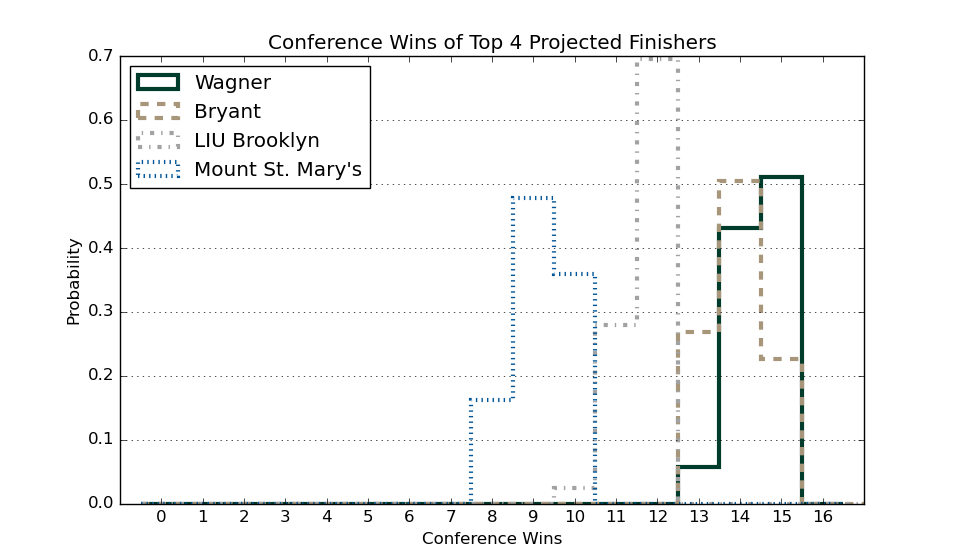 Conference Wins of Top 4 Projected Finishers
0.7
0.6
0.5
0.4
0.3
0.2
0.1
0.0
Probability
Wagner
Bryant
LIU Brooklyn
Mount St. Mary's
0 1 2 3 4 5 6 7 8 9 10 11 12 13 14 15 16
Conference Wins